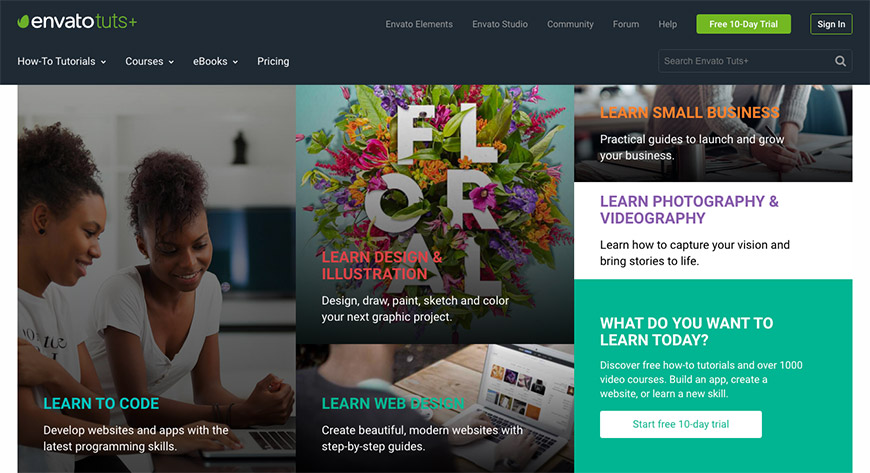 envatotuts+
Envato Elements
Envato Studio
Community
Forum
Help
Free 10-Day Trial
Sign In
How-To Tutorials
Courses
eBooks
Pricing
Search Envato Tuts+
LEARN TO CODE
Develop websites and apps with the
latest programming skills.
FLORAL
LEARN DESIGN &
ILLUSTRATION
Design, draw, paint, sketch and color
your next graphic project.
LEARN WEB DESIGN
Create beautiful, modern websites with
step-by-step guides.
LEARN SMALL BUSINESS
Practical guides to launch and grow
your business.
LEARN PHOTOGRAPHY &
VIDEOGRAPHY
Learn how to capture your vision and
bring stories to life.
WHAT DO YOU WANT TO
LEARN TODAY?
Discover free how-to tutorials and over 1000
video courses. Build an app, create a
website, or learn a new skill.
Start free 10-day trial